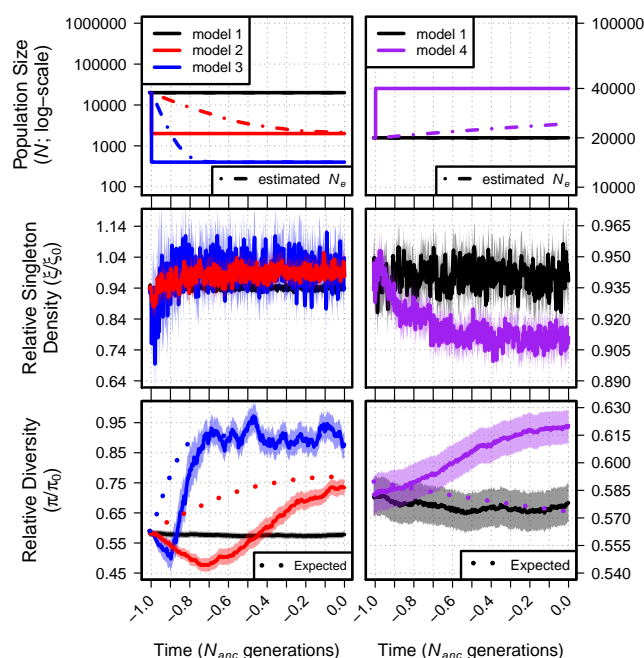 Population Size
(N; log−scale)
1000000
100000
10000
1000
100
model 1
model 2
model 3
estimated Ne
model 1
model 4
estimated Ne
100000
40000
20000
10000
Relative Singleton
Density (ξ/ξ0)
1.14
1.04
0.94
0.84
0.74
0.64
0.965
0.950
0.935
0.920
0.905
0.890
Relative Diversity
(π/π0)
0.95
0.85
0.75
0.65
0.55
0.45
Expected
Expected
0.630
0.615
0.600
0.585
0.570
0.555
0.540
−1.0
−0.8
−0.6
−0.4
−0.2
0.0
−1.0
−0.8
−0.6
−0.4
−0.2
0.0
Time (Nanc generations)
Time (Nanc generations)